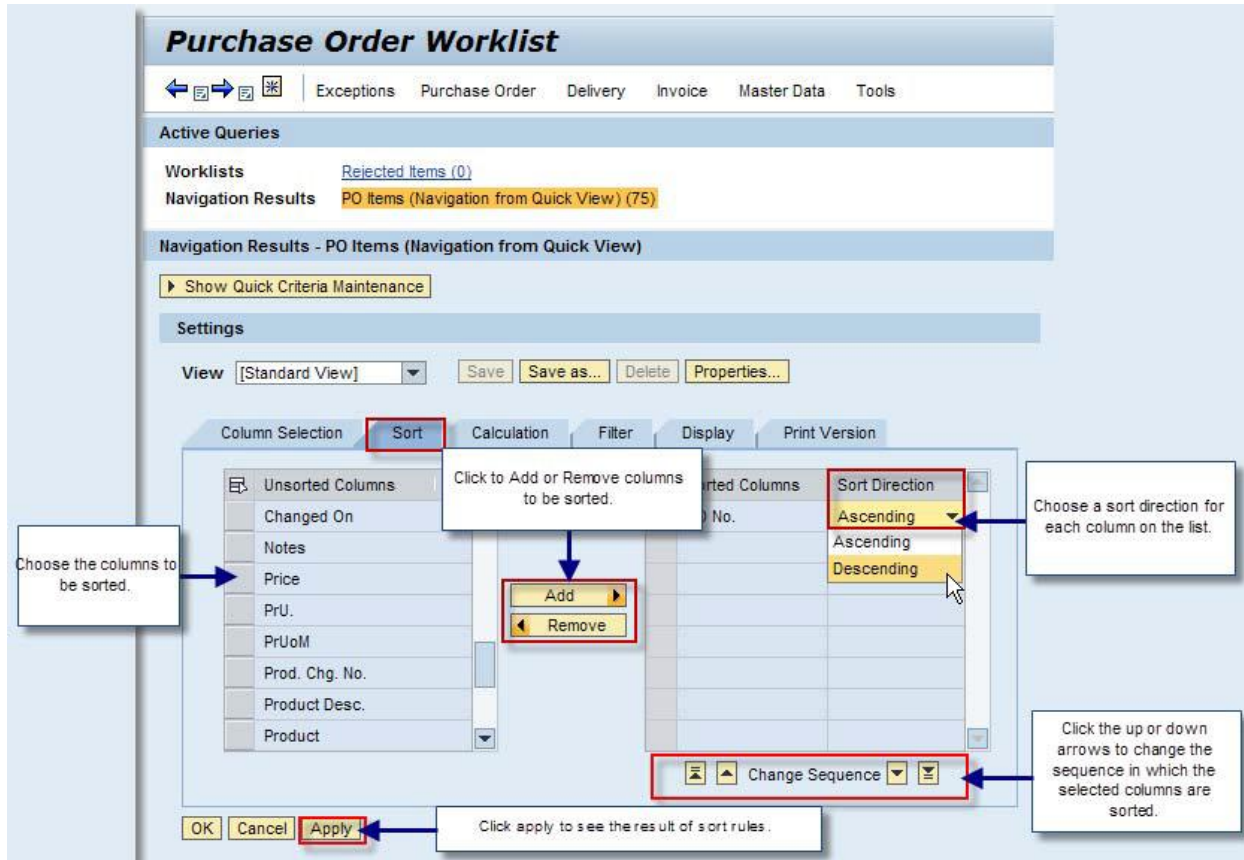 Purchase Order Worklist
Exceptions Purchase Order Delivery Invoice Master Data Tools
Active Queries
Worklists Rejected Items (0)
Navigation Results PO Items (Navigation from Quick View) (75)
Navigation Results - PO Items (Navigation from Quick View)
Show Quick Criteria Maintenance
Settings
View [Standard View] Save Save as... Delete Properties...
Column Selection Sort Calculation Filter Display Print Version
Click to Add or Remove columns
to be sorted.
Unsorted Columns Columns Sort Direction
Changed On No. Ascending
Notes Ascending
Price Descending
PrU.
PrUoM
Prod. Chg. No.
Product Desc.
Product
Add
Remove
Choose the columns to
be sorted.
Choose a sort direction for
each column on the list.
Change Sequence
Click the up or down
arrows to change the
sequence in which the
selected columns are
sorted.
OK Cancel Apply
Click apply to see the result of sort rules.